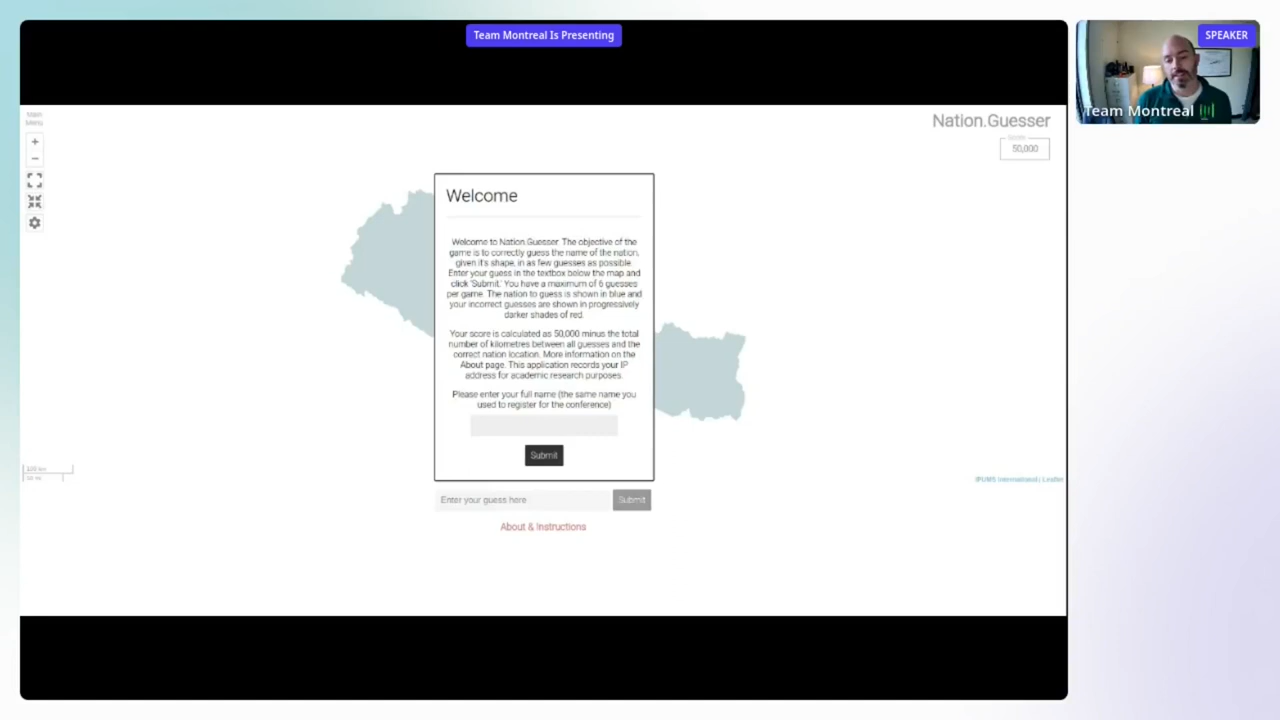 Team Montreal Is Presenting
SPEAKER
Team Montreal
Main
Menu
+
−
Nation.Guesser
Score
50,000
Welcome
Welcome to Nation.Guesser. The objective of the
game is to correctly guess the name of the nation,
given it's shape, in as few guesses as possible.
Enter your guess in the textbox below the map and
click 'Submit.' You have a maximum of 6 guesses
per game. The nation to guess is shown in blue and
your incorrect guesses are shown in progressively
darker shades of red.
Your score is calculated as 50,000 minus the total
number of kilometres between all guesses and the
correct nation location. More information on the
About page. This application records your IP
address for academic research purposes.
Please enter your full name (the same name you
used to register for the conference)
Submit
IPUMS International | Leaflet
Enter your guess here
Submit
About & Instructions